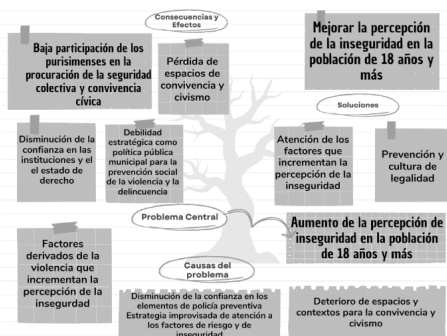 Consecuencias y
Efectos
Baja participación de los
purisimenses en la
procuración de la seguridad
colectiva y convivencia
cívica
Pérdida de
espacios de
convivencia y
civismo
Mejorar la percepción
de la inseguridad en la
población de 18 años y
más
Soluciones
Disminución de la
confianza en las
instituciones y el
el estado de
derecho
Debilidad
estratégica como
política pública
municipal para la
prevención social
de la violencia y la
delincuencia
Atención de los
factores que
incrementan la
percepción de la
inseguridad
Prevención y
cultura de
legalidad
Problema Central
Aumento de la percepción de
inseguridad en la población
de 18 años y más
Factores
derivados de la
violencia que
incrementan la
percepción de la
inseguridad
Causas del
problema
Disminución de la confianza en los
elementos de policía preventiva
Estrategia improvisada de atención a
los factores de riesgo y de
inseguridad
Deterioro de espacios y
contextos para la convivencia y
civismo